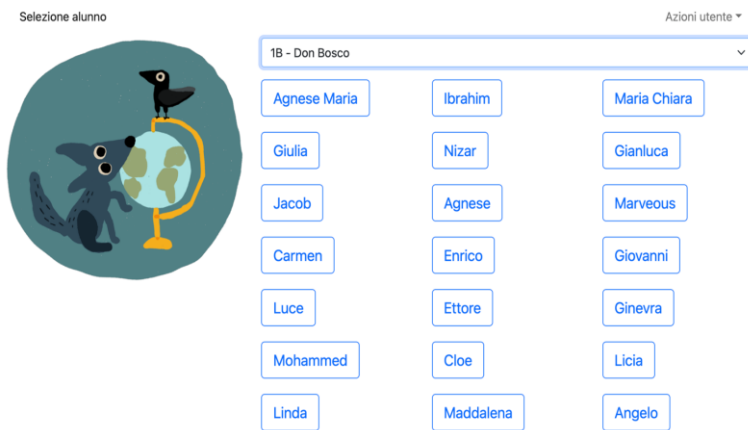 Selezione alunno
Azioni utente
1B - Don Bosco
Agnese Maria
Ibrahim
Maria Chiara
Giulia
Nizar
Gianluca
Jacob
Agnese
Marveous
Carmen
Enrico
Giovanni
Luce
Ettore
Ginevra
Mohammed
Cloe
Licia
Linda
Maddalena
Angelo